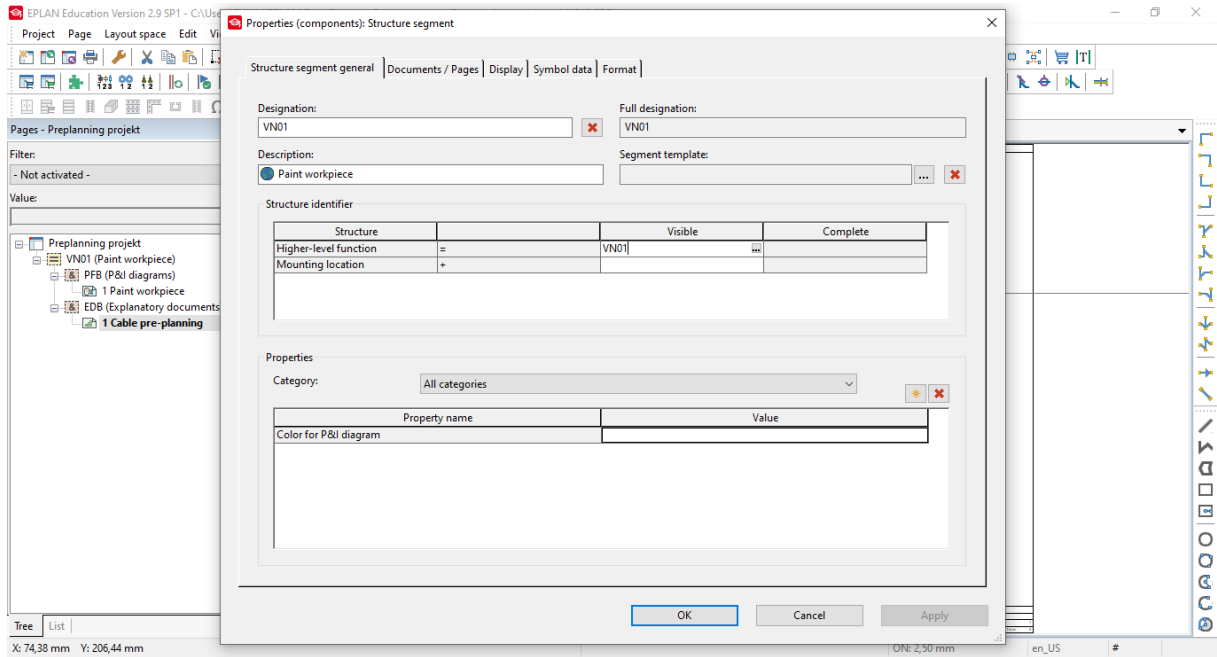 EPLAN Education Version 2.9 SP1 - C:\Use
Properties (components): Structure segment
Project Page Layout space Edit Vi
Structure segment general Documents / Pages Display Symbol data Format
Pages - Preplanning projekt
Filter:
- Not activated -
Value:
Preplanning projekt
VN01 (Paint workpiece)
PFB (P&I diagrams)
1 Paint workpiece
EDB (Explanatory documents
1 Cable pre-planning
Tree List
Designation:
VN01
Full designation:
VN01
Description:
Paint workpiece
Segment template:
...
Structure identifier
Structure Visible Complete
Higher-level function = VN01 ...
Mounting location +
Properties
Category: All categories
Property name Value
Color for P&I diagram
OK Cancel Apply
X: 74,38 mm Y: 206,44 mm
ON: 2,50 mm
en_US
#